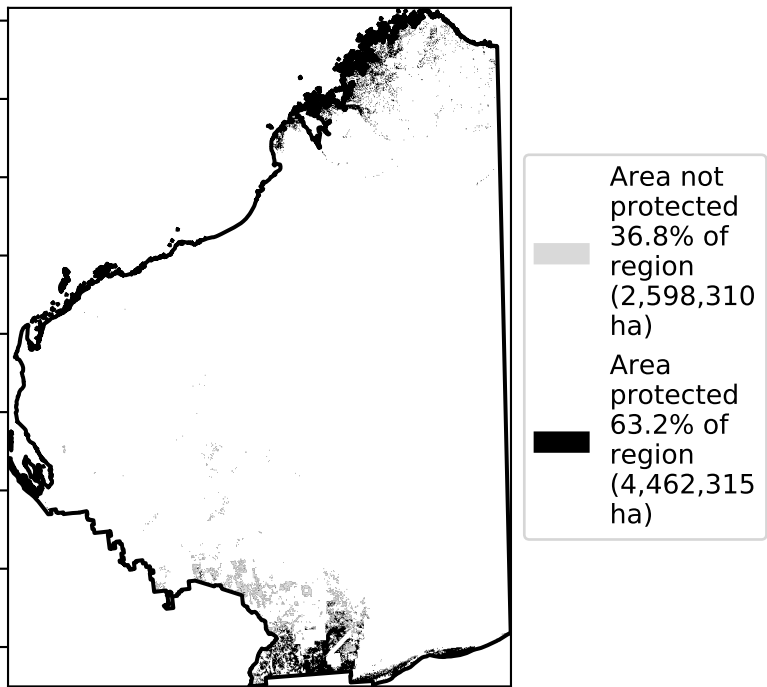 Area not
protected
36.8% of
region
(2,598,310
ha)
Area
protected
63.2% of
region
(4,462,315
ha)